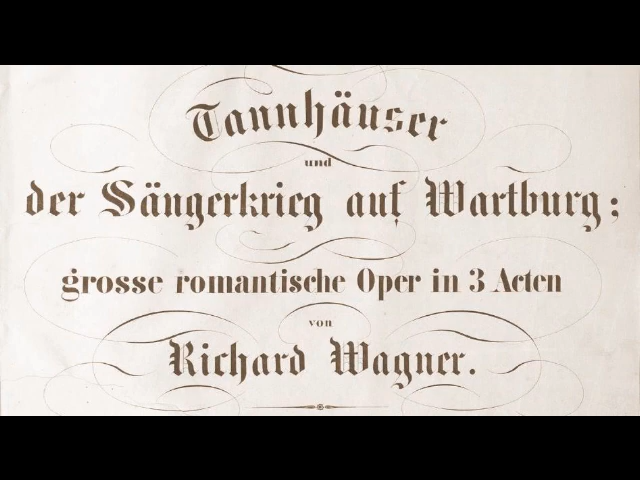 Tannhäuser
und
der Sängerkrieg auf Wartburg;
grosse romantische Oper in 3 Acten
von
Richard Wagner.